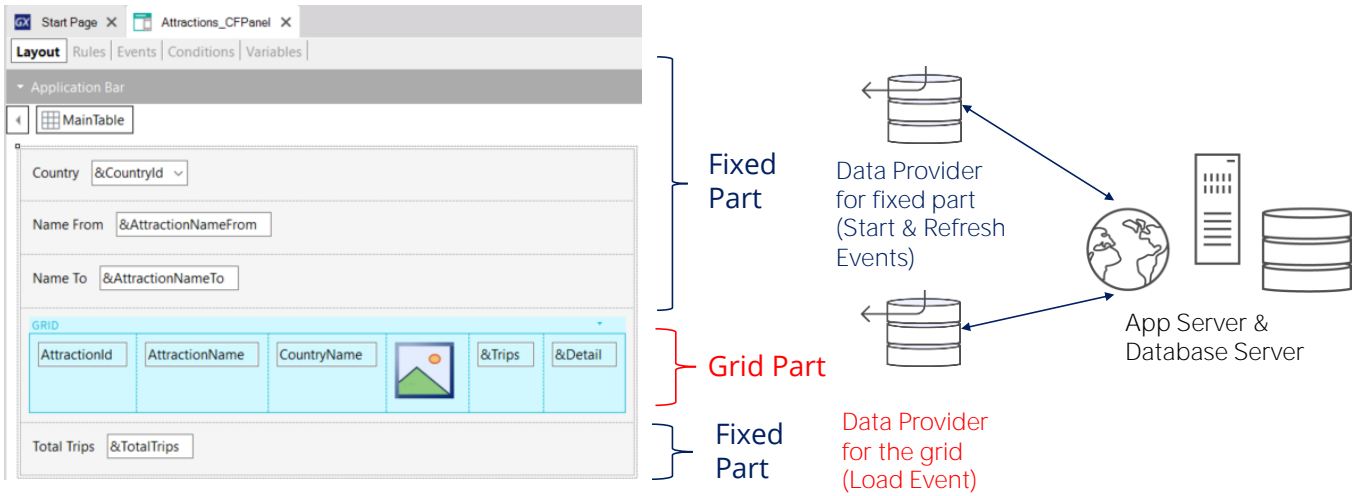 GX Start Page X Attractions_CFPanel X
Layout Rules Events Conditions Variables
Application Bar
MainTable
Country &CountryId
Name From &AttractionNameFrom
Name To &AttractionNameTo
GRID
AttractionId AttractionName CountryName &Trips &Detail
Total Trips &TotalTrips
Fixed
Part
Grid Part
Fixed
Part
Data Provider
for fixed part
(Start & Refresh
Events)
Data Provider
for the grid
(Load Event)
App Server &
Database Server